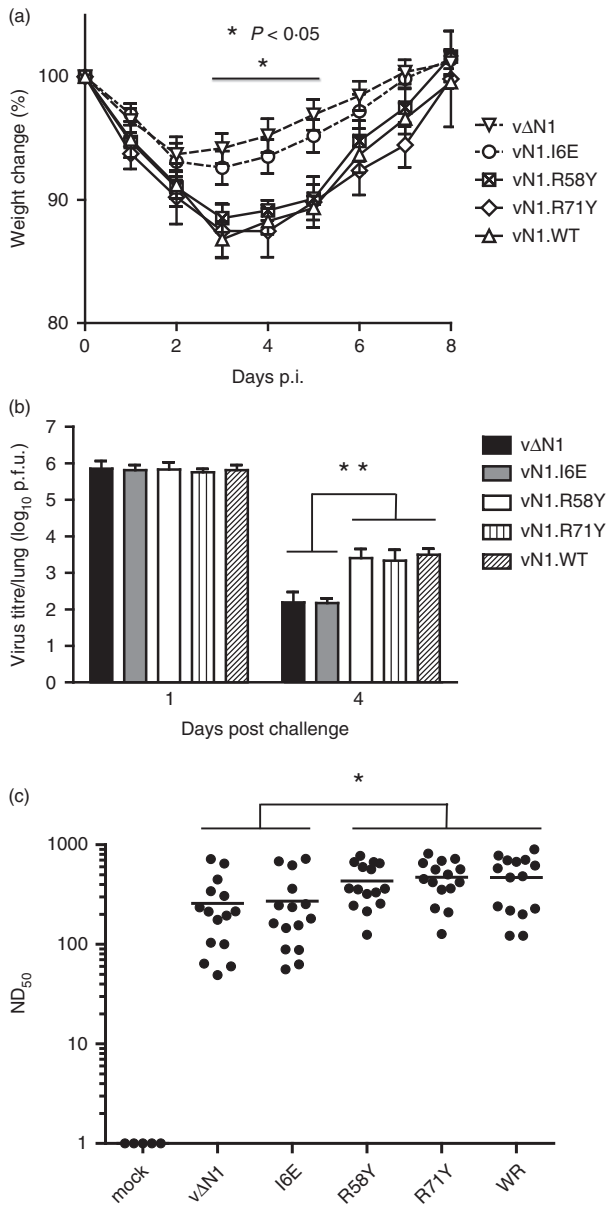 (a)
* P < 0·05
*
100
90
80
Weight change (%)
0 2 4 6 8
Days p.i.
vΔN1
vN1.I6E
vN1.R58Y
vN1.R71Y
vN1.WT
(b)
7
6
5
4
3
2
1
0
Virus titre/lung (log10 p.f.u.)
* *
1 4
Days post challenge
vΔN1
vN1.I6E
vN1.R58Y
vN1.R71Y
vN1.WT
(c)
*
1000
100
10
1
ND50
mock vΔN1 I6E R58Y R71Y WR